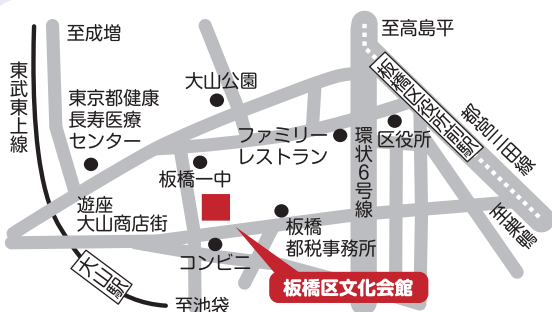 至成増
至高島平
東武東上線
東京都健康
長寿医療
センター
大山公園
ファミリー
レストラン
環状6号線
区役所
板橋区役所前駅
都営三田線
板橋一中
遊座
大山商店街
板橋
都税事務所
至巣鴨
コンビニ
大山駅
板橋区文化会館
至池袋